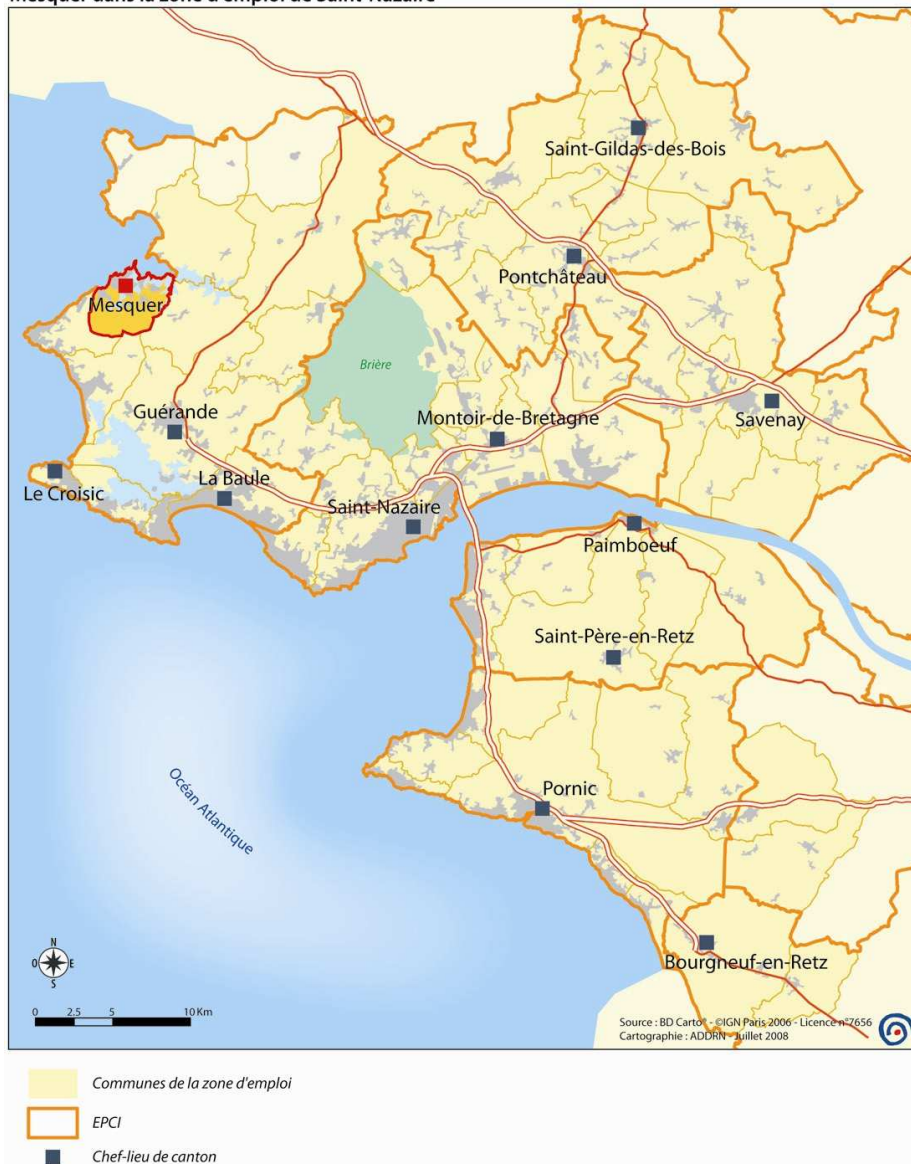 Mesquer dans la zone d'emploi de Saint-Nazaire
Saint-Gildas-des-Bois
Pontchâteau
Mesquer
Brière
Guérande
Montoir-de-Bretagne
Savenay
Le Croisic
La Baule
Saint-Nazaire
Paimboeuf
Saint-Père-en-Retz
Océan Atlantique
Pornic
Bourgneuf-en-Retz
N
O E
S
0 2.5 5 10 Km
Source : BD Carto® - ©IGN Paris 2006 - Licence n°7656
Cartographie : ADDRN - Juillet 2008
Communes de la zone d'emploi
EPCI
Chef-lieu de canton